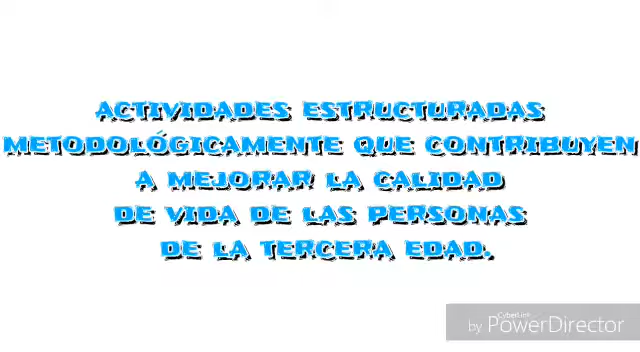 ACTIVIDADES ESTRUCTURADAS
METODOLÓGICAMENTE QUE CONTRIBUYEN
A MEJORAR LA CALIDAD
DE VIDA DE LAS PERSONAS
DE LA TERCERA EDAD.
CyberLink
by PowerDirector